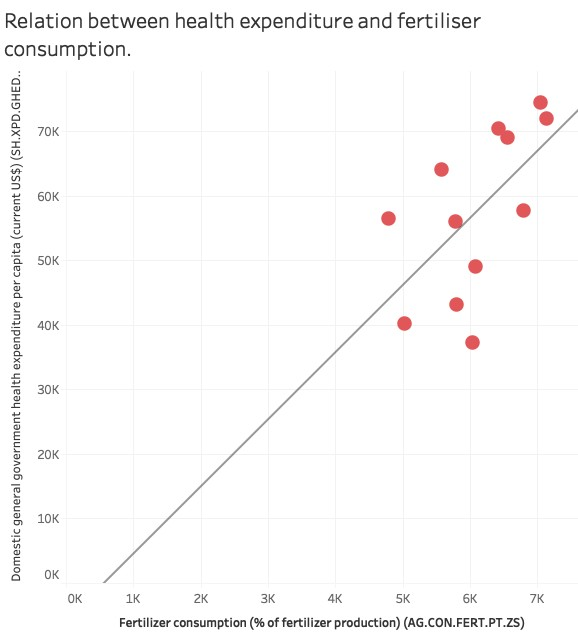 Relation between health expenditure and fertiliser
consumption.
Domestic general government health expenditure per capita (current US$) (SH.XPD.GHED..
70K
60K
50K
40K
30K
20K
10K
0K
0K 1K 2K 3K 4K 5K 6K 7K
Fertilizer consumption (% of fertilizer production) (AG.CON.FERT.PT.ZS)